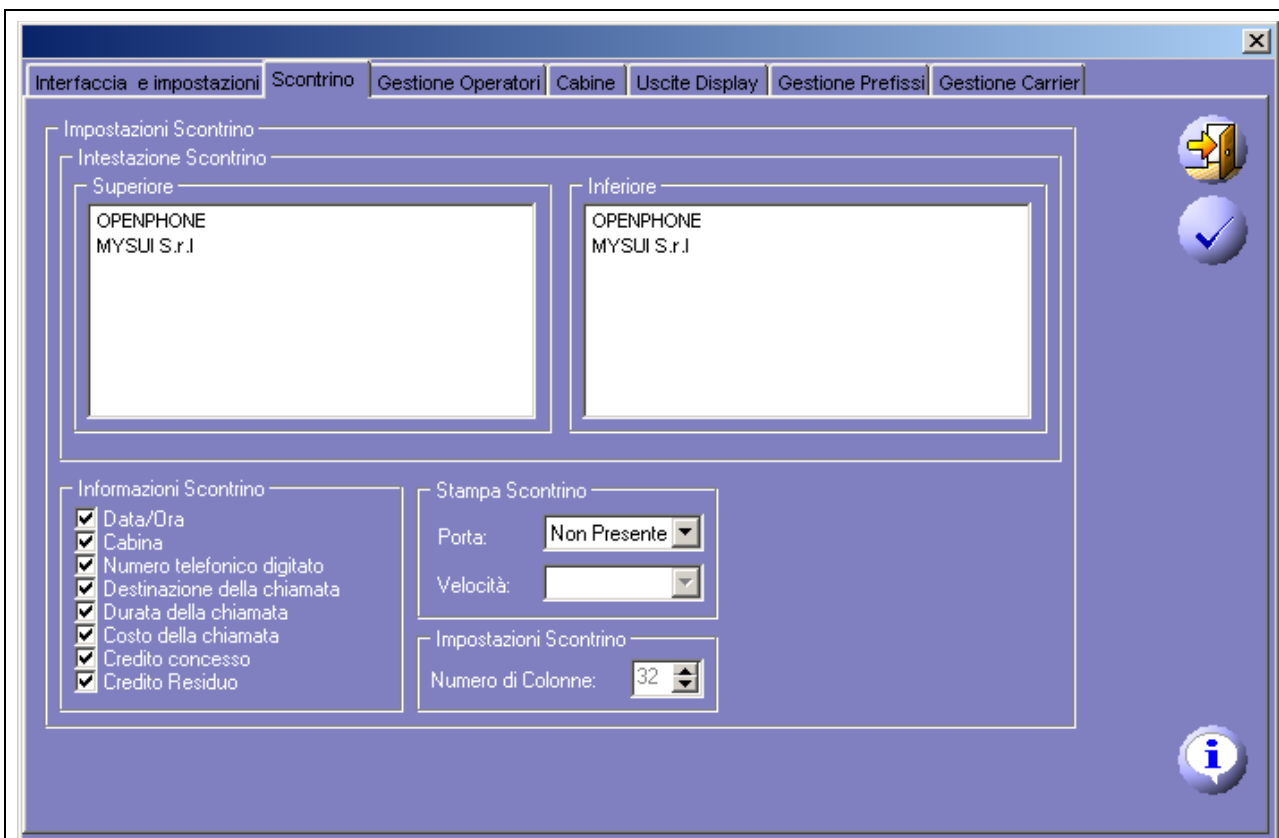 Interfaccia e impostazioni Scontrino Gestione Operatori Cabine Uscite Display Gestione Prefissi Gestione Carrier
Impostazioni Scontrino
Intestazione Scontrino
Superiore
OPENPHONE
MYSUI S.r.l
Inferiore
OPENPHONE
MYSUI S.r.l
Informazioni Scontrino
Data/Ora
Cabina
Numero telefonico digitato
Destinazione della chiamata
Durata della chiamata
Costo della chiamata
Credito concesso
Credito Residuo
Stampa Scontrino
Porta: Non Presente
Velocità:
Impostazioni Scontrino
Numero di Colonne: 32